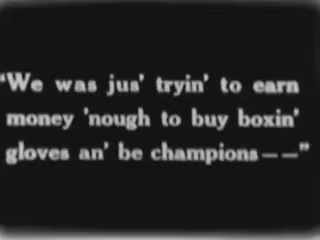 “We was jus’ tryin’ to earn
money ’nough to buy boxin’
gloves an’ be champions——”